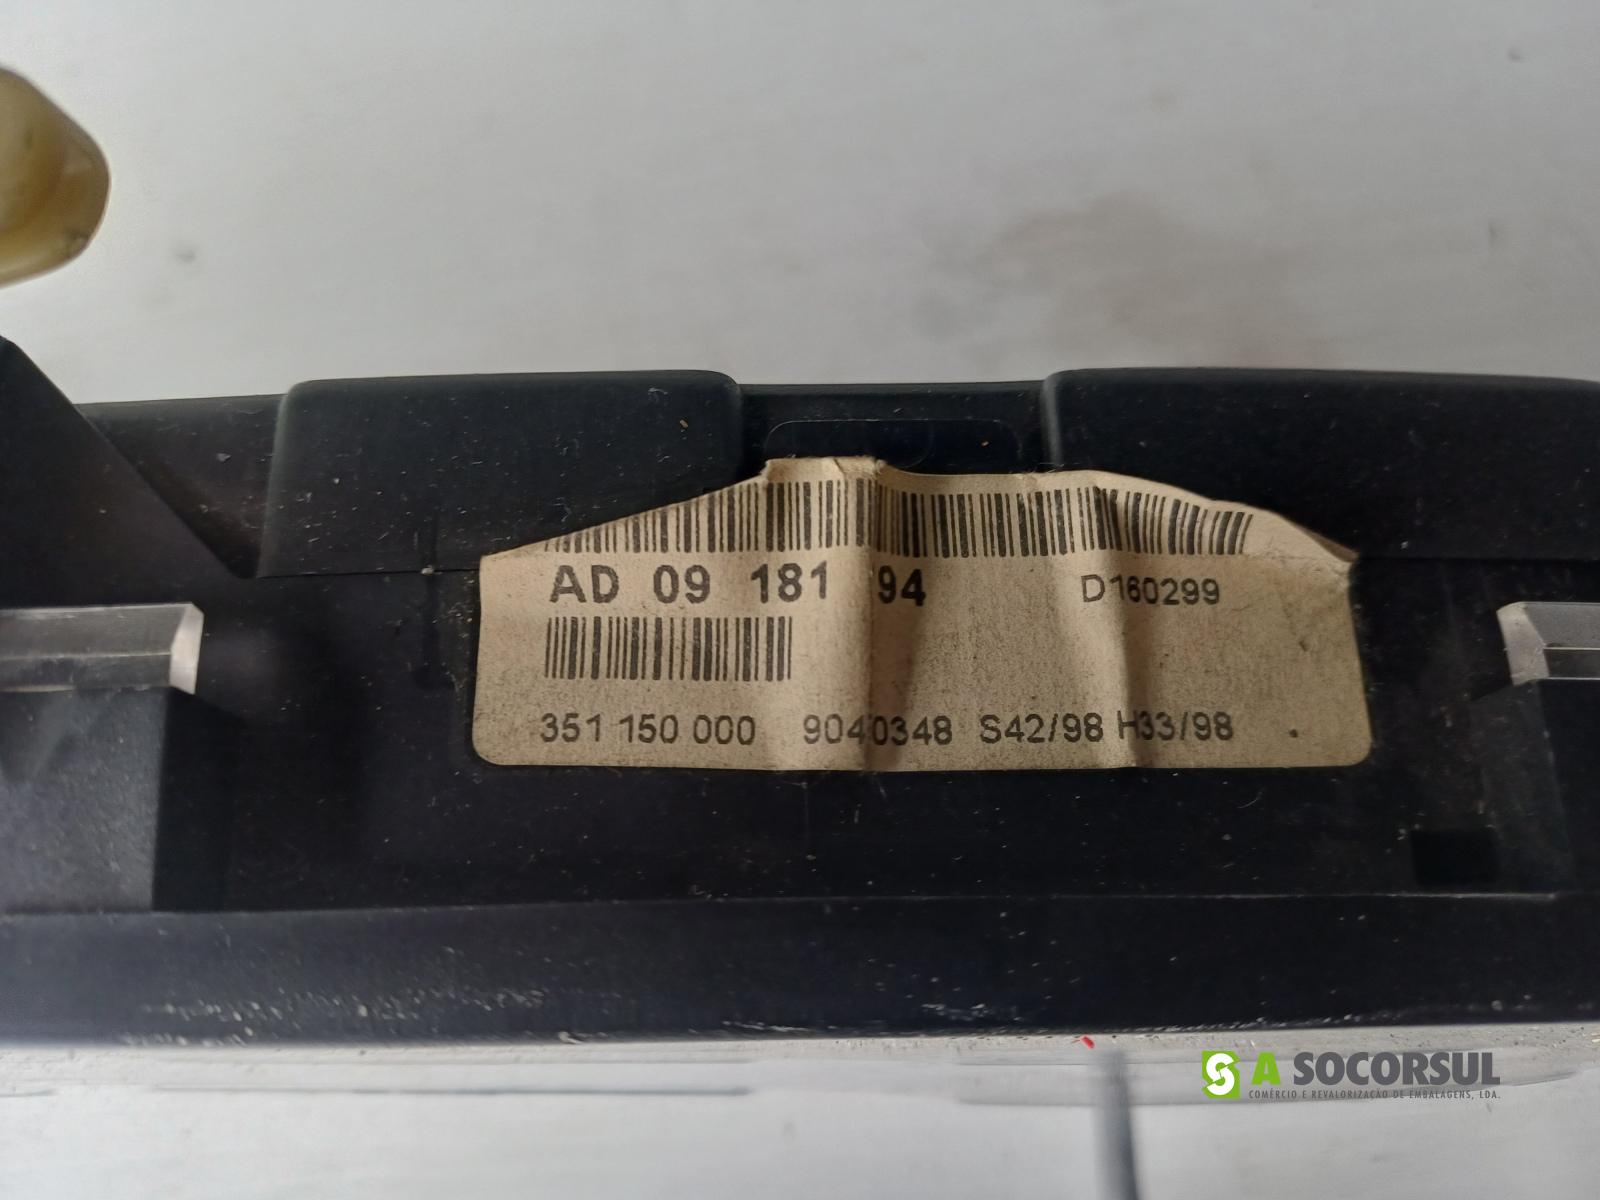 AD 09 181 94 D160299
351 150 000 9040348 S42/98 H33/98 .
A SOCORSUL
COMÉRCIO E REVALORIZAÇÃO DE EMBALAGENS, LDA.